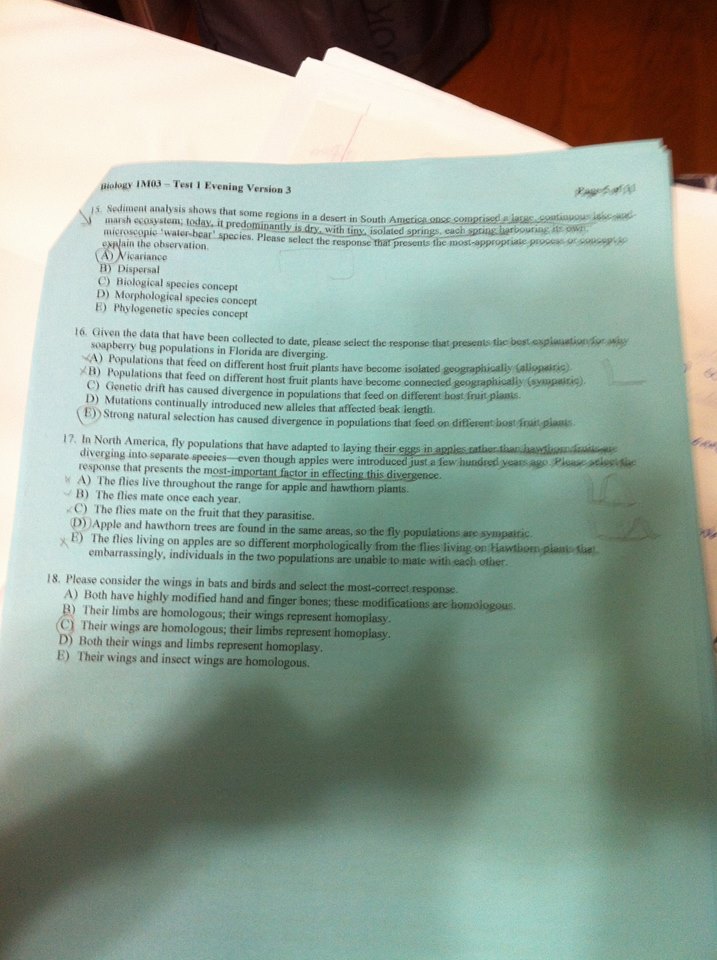 Biology 1M03 – Test 1 Evening Version 3
Page 5 of 11
15. Sediment analysis shows that some regions in a desert in South America once comprised a large, continuous lake-and-
marsh ecosystem; today, it predominantly is dry, with tiny, isolated springs, each spring harbouring its own
microscopic 'water-bear' species. Please select the response that presents the most-appropriate process or concept to
explain the observation.
A) Vicariance
B) Dispersal
C) Biological species concept
D) Morphological species concept
E) Phylogenetic species concept
16. Given the data that have been collected to date, please select the response that presents the best explanation for why
soapberry bug populations in Florida are diverging.
A) Populations that feed on different host fruit plants have become isolated geographically (allopatric).
B) Populations that feed on different host fruit plants have become connected geographically (sympatric).
C) Genetic drift has caused divergence in populations that feed on different host fruit plants.
D) Mutations continually introduced new alleles that affected beak length.
E) Strong natural selection has caused divergence in populations that feed on different host fruit plants.
17. In North America, fly populations that have adapted to laying their eggs in apples rather than hawthorn fruits are
diverging into separate species—even though apples were introduced just a few hundred years ago. Please select the
response that presents the most-important factor in effecting this divergence.
A) The flies live throughout the range for apple and hawthorn plants.
B) The flies mate once each year.
C) The flies mate on the fruit that they parasitise.
D) Apple and hawthorn trees are found in the same areas, so the fly populations are sympatric.
E) The flies living on apples are so different morphologically from the flies living on Hawthorn plants that,
embarrassingly, individuals in the two populations are unable to mate with each other.
18. Please consider the wings in bats and birds and select the most-correct response.
A) Both have highly modified hand and finger bones; these modifications are homologous.
B) Their limbs are homologous; their wings represent homoplasy.
C) Their wings are homologous; their limbs represent homoplasy.
D) Both their wings and limbs represent homoplasy.
E) Their wings and insect wings are homologous.